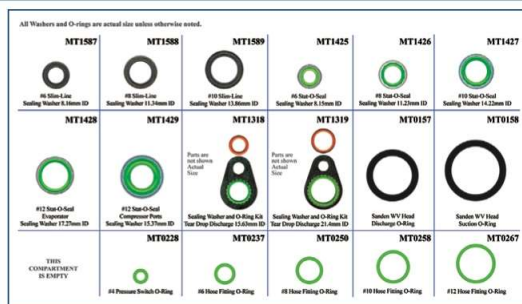 All Washers and O-rings are actual size unless otherwise noted.
MT1587
#6 Slim-Line
Sealing Washer 8.16mm ID
MT1588
#8 Slim-Line
Sealing Washer 11.34mm ID
MT1589
#10 Slim-Line
Sealing Washer 13.86mm ID
MT1425
#6 Stat-O-Seal
Sealing Washer 8.15mm ID
MT1426
#8 Stat-O-Seal
Sealing Washer 11.23mm ID
MT1427
#10 Stat-O-Seal
Sealing Washer 14.22mm ID
MT1428
#12 Stat-O-Seal
Evaporator
Sealing Washer 17.27mm ID
MT1429
#12 Stat-O-Seal
Compressor Ports
Sealing Washer 15.37mm ID
MT1318
Parts are
not shown
Actual
Size
Sealing Washer and O-Ring Kit
Tear Drop Discharge 15.63mm ID
MT1319
Parts are
not shown
Actual
Size
Sealing Washer and O-Ring Kit
Tear Drop Discharge 21.4mm ID
MT0157
Sanden WV Head
Discharge O-Ring
MT0158
Sanden WV Head
Suction O-Ring
THIS
COMPARTMENT
IS EMPTY
MT0228
#4 Pressure Switch O-Ring
MT0237
#6 Hose Fitting O-Ring
MT0250
#8 Hose Fitting O-Ring
MT0258
#10 Hose Fitting O-Ring
MT0267
#12 Hose Fitting O-Ring